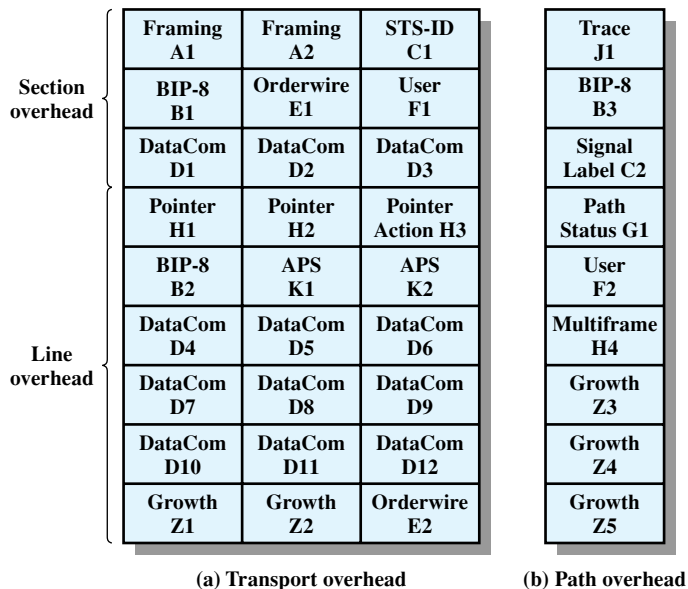 Section
overhead
Line
overhead
Framing
A1
Framing
A2
STS-ID
C1
BIP-8
B1
Orderwire
E1
User
F1
DataCom
D1
DataCom
D2
DataCom
D3
Pointer
H1
Pointer
H2
Pointer
Action H3
BIP-8
B2
APS
K1
APS
K2
DataCom
D4
DataCom
D5
DataCom
D6
DataCom
D7
DataCom
D8
DataCom
D9
DataCom
D10
DataCom
D11
DataCom
D12
Growth
Z1
Growth
Z2
Orderwire
E2
(a) Transport overhead
Trace
J1
BIP-8
B3
Signal
Label C2
Path
Status G1
User
F2
Multiframe
H4
Growth
Z3
Growth
Z4
Growth
Z5
(b) Path overhead